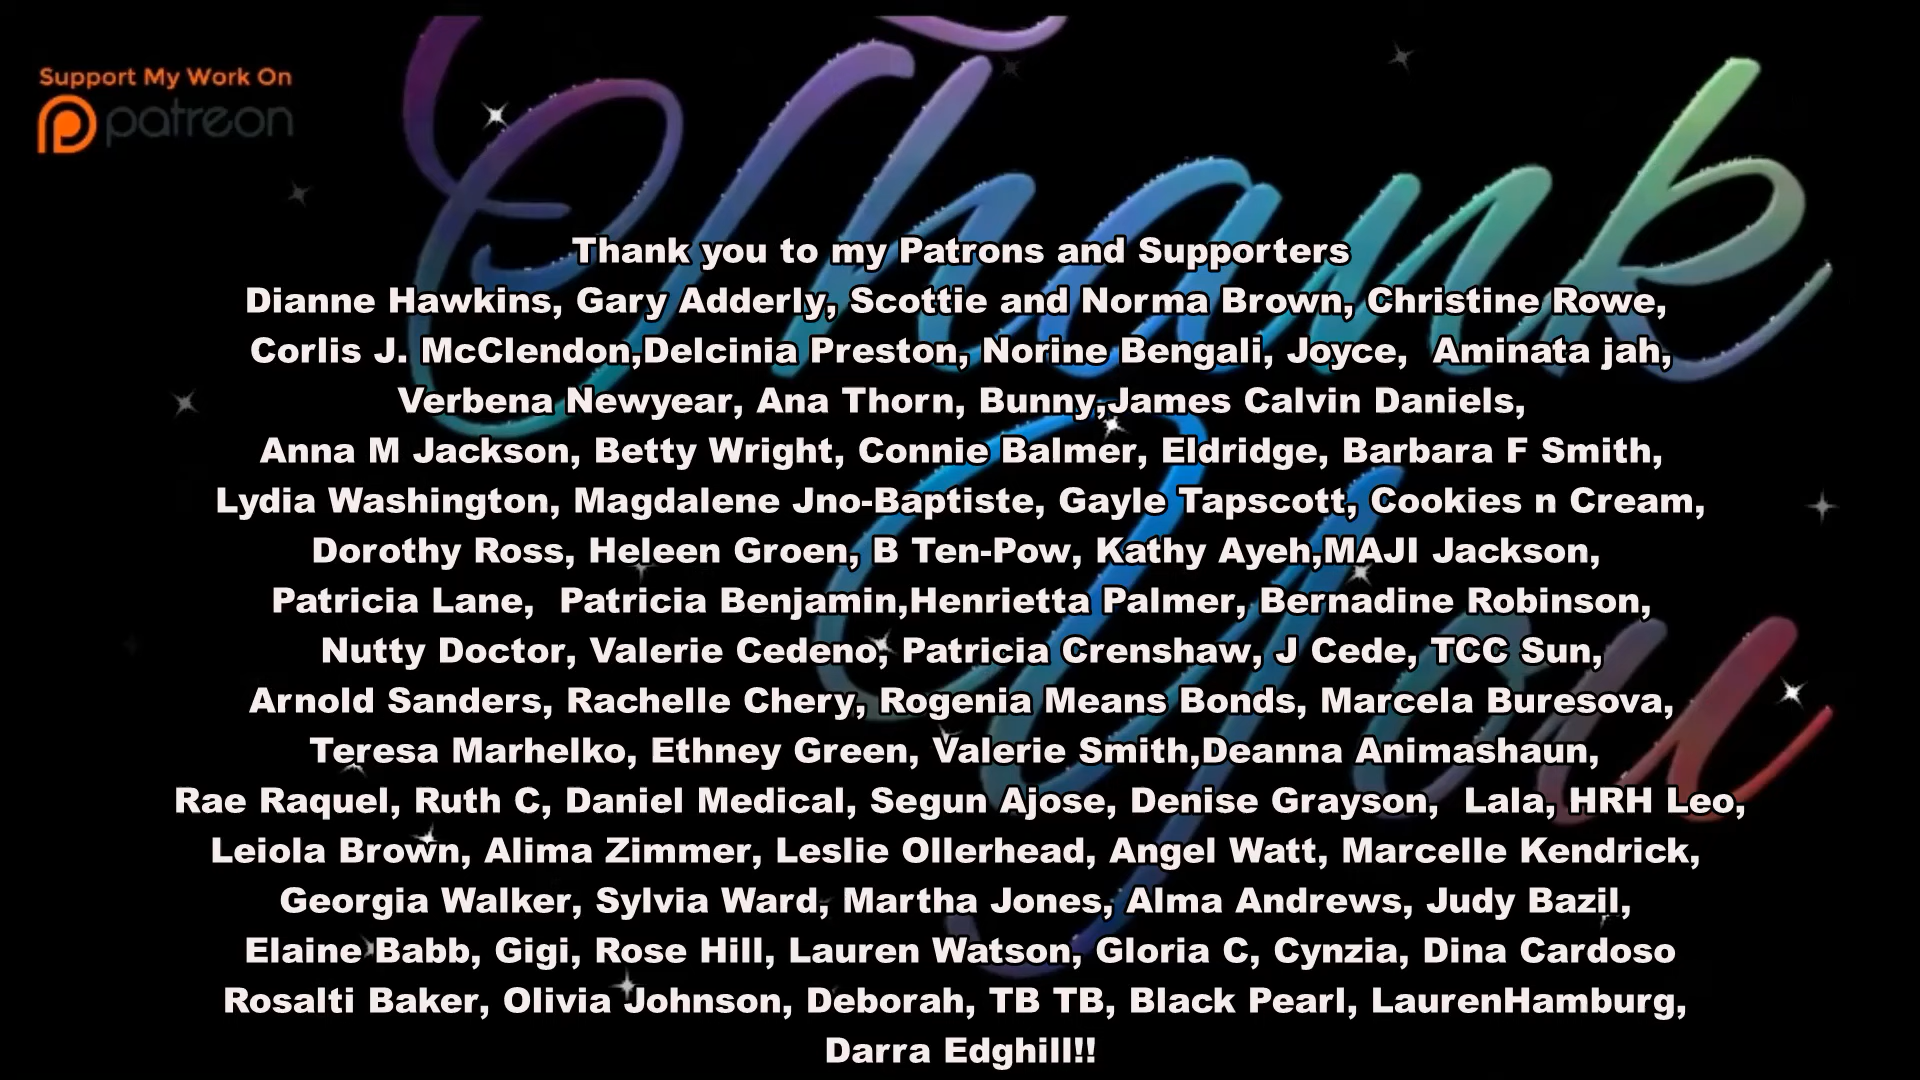 Support My Work On
patreon
Thank You
Thank you to my Patrons and Supporters
Dianne Hawkins, Gary Adderly, Scottie and Norma Brown, Christine Rowe,
Corlis J. McClendon,Delcinia Preston, Norine Bengali, Joyce,  Aminata jah,
Verbena Newyear, Ana Thorn, Bunny,James Calvin Daniels,
Anna M Jackson, Betty Wright, Connie Balmer, Eldridge, Barbara F Smith,
Lydia Washington, Magdalene Jno-Baptiste, Gayle Tapscott, Cookies n Cream,
Dorothy Ross, Heleen Groen, B Ten-Pow, Kathy Ayeh,MAJI Jackson,
Patricia Lane,  Patricia Benjamin,Henrietta Palmer, Bernadine Robinson,
Nutty Doctor, Valerie Cedeno, Patricia Crenshaw, J Cede, TCC Sun,
Arnold Sanders, Rachelle Chery, Rogenia Means Bonds, Marcela Buresova,
Teresa Marhelko, Ethney Green, Valerie Smith,Deanna Animashaun,
Rae Raquel, Ruth C, Daniel Medical, Segun Ajose, Denise Grayson,  Lala, HRH Leo,
Leiola Brown, Alima Zimmer, Leslie Ollerhead, Angel Watt, Marcelle Kendrick,
Georgia Walker, Sylvia Ward, Martha Jones, Alma Andrews, Judy Bazil,
Elaine Babb, Gigi, Rose Hill, Lauren Watson, Gloria C, Cynzia, Dina Cardoso
Rosalti Baker, Olivia Johnson, Deborah, TB TB, Black Pearl, LaurenHamburg,
Darra Edghill!!